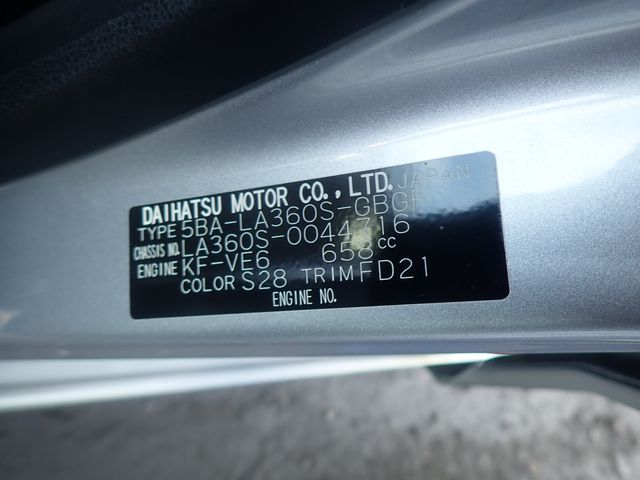 DAIHATSU MOTOR CO., LTD. JAPAN
TYPE 5BA-LA360S-GBGF
CHASSIS NO. LA360S-0044716
ENGINE KF-VE6 658cc
COLOR S28 TRIM FD21
ENGINE NO.